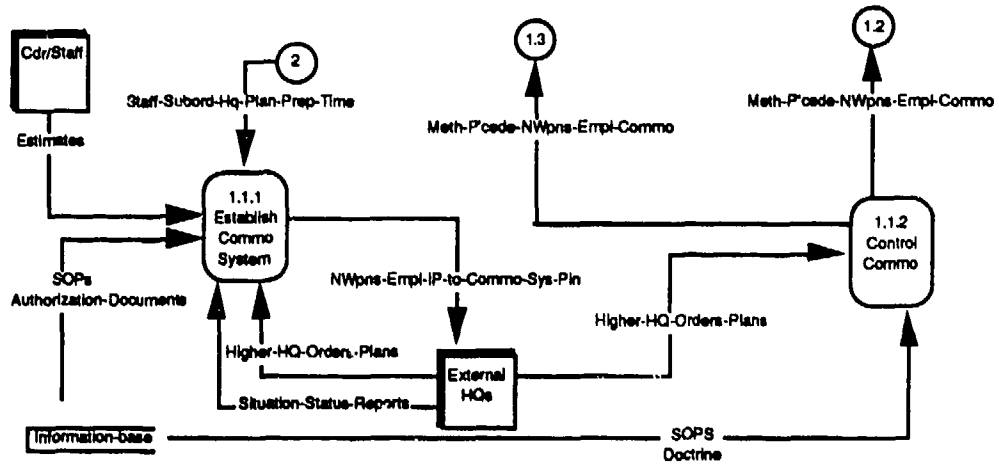 Cdr/Staff
2
1.3
1.2
Staff-Subord-Hq-Plan-Prep-Time
Meth-P'cede-NWpns-Empl-Commo
Meth-P'cede-NWpns-Empl-Commo
Estimates
1.1.1
Establish
Commo
System
1.1.2
Control
Commo
SOPs
Authorization-Documents
NWpns-Empl-IP-to-Commo-Sys-Pln
Higher-HQ-Orders-Plans
Higher-HQ-Orders-Plans
External
HQs
Situation-Status-Reports
Information-base
SOPS
Doctrine